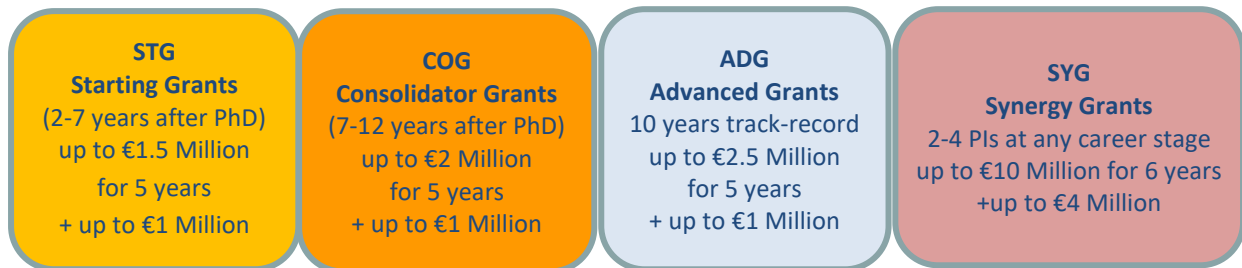 STG
Starting Grants
(2-7 years after PhD)
up to €1.5 Million
for 5 years
+ up to €1 Million
COG
Consolidator Grants
(7-12 years after PhD)
up to €2 Million
for 5 years
+ up to €1 Million
ADG
Advanced Grants
10 years track-record
up to €2.5 Million
for 5 years
+ up to €1 Million
SYG
Synergy Grants
2-4 PIs at any career stage
up to €10 Million for 6 years
+up to €4 Million